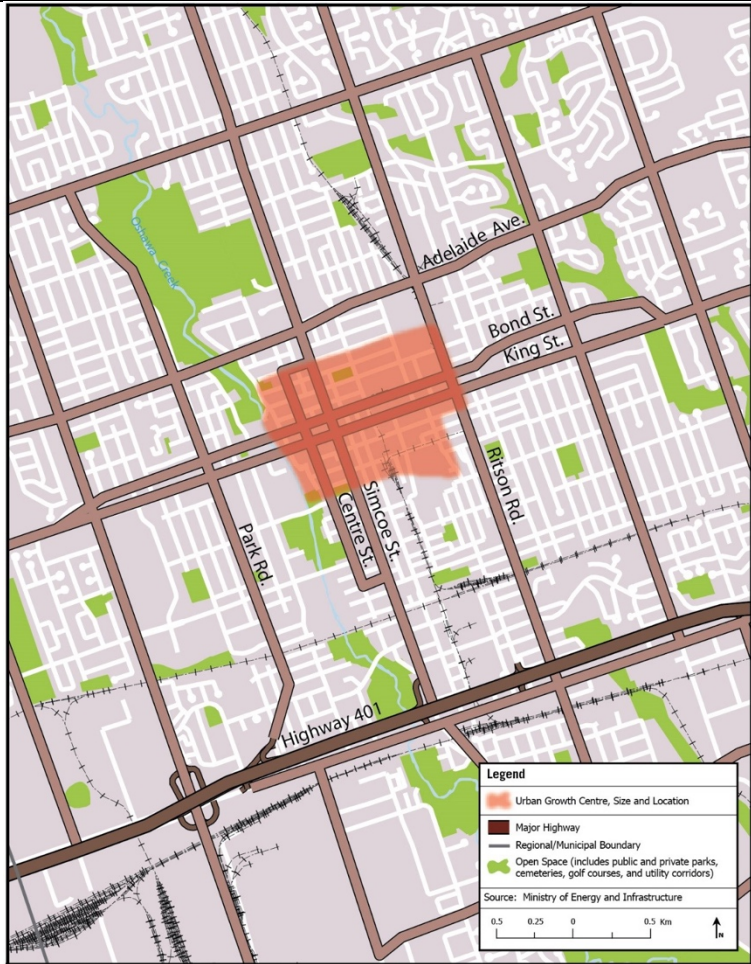 Oshawa Creek
Adelaide Ave.
Bond St.
King St.
Ritson Rd.
Simcoe St.
Centre St.
Park Rd.
Highway 401
Legend
Urban Growth Centre, Size and Location
Major Highway
Regional/Municipal Boundary
Open Space (includes public and private parks,
cemeteries, golf courses, and utility corridors)
Source: Ministry of Energy and Infrastructure
0.5 0.25 0 0.5 Km
N